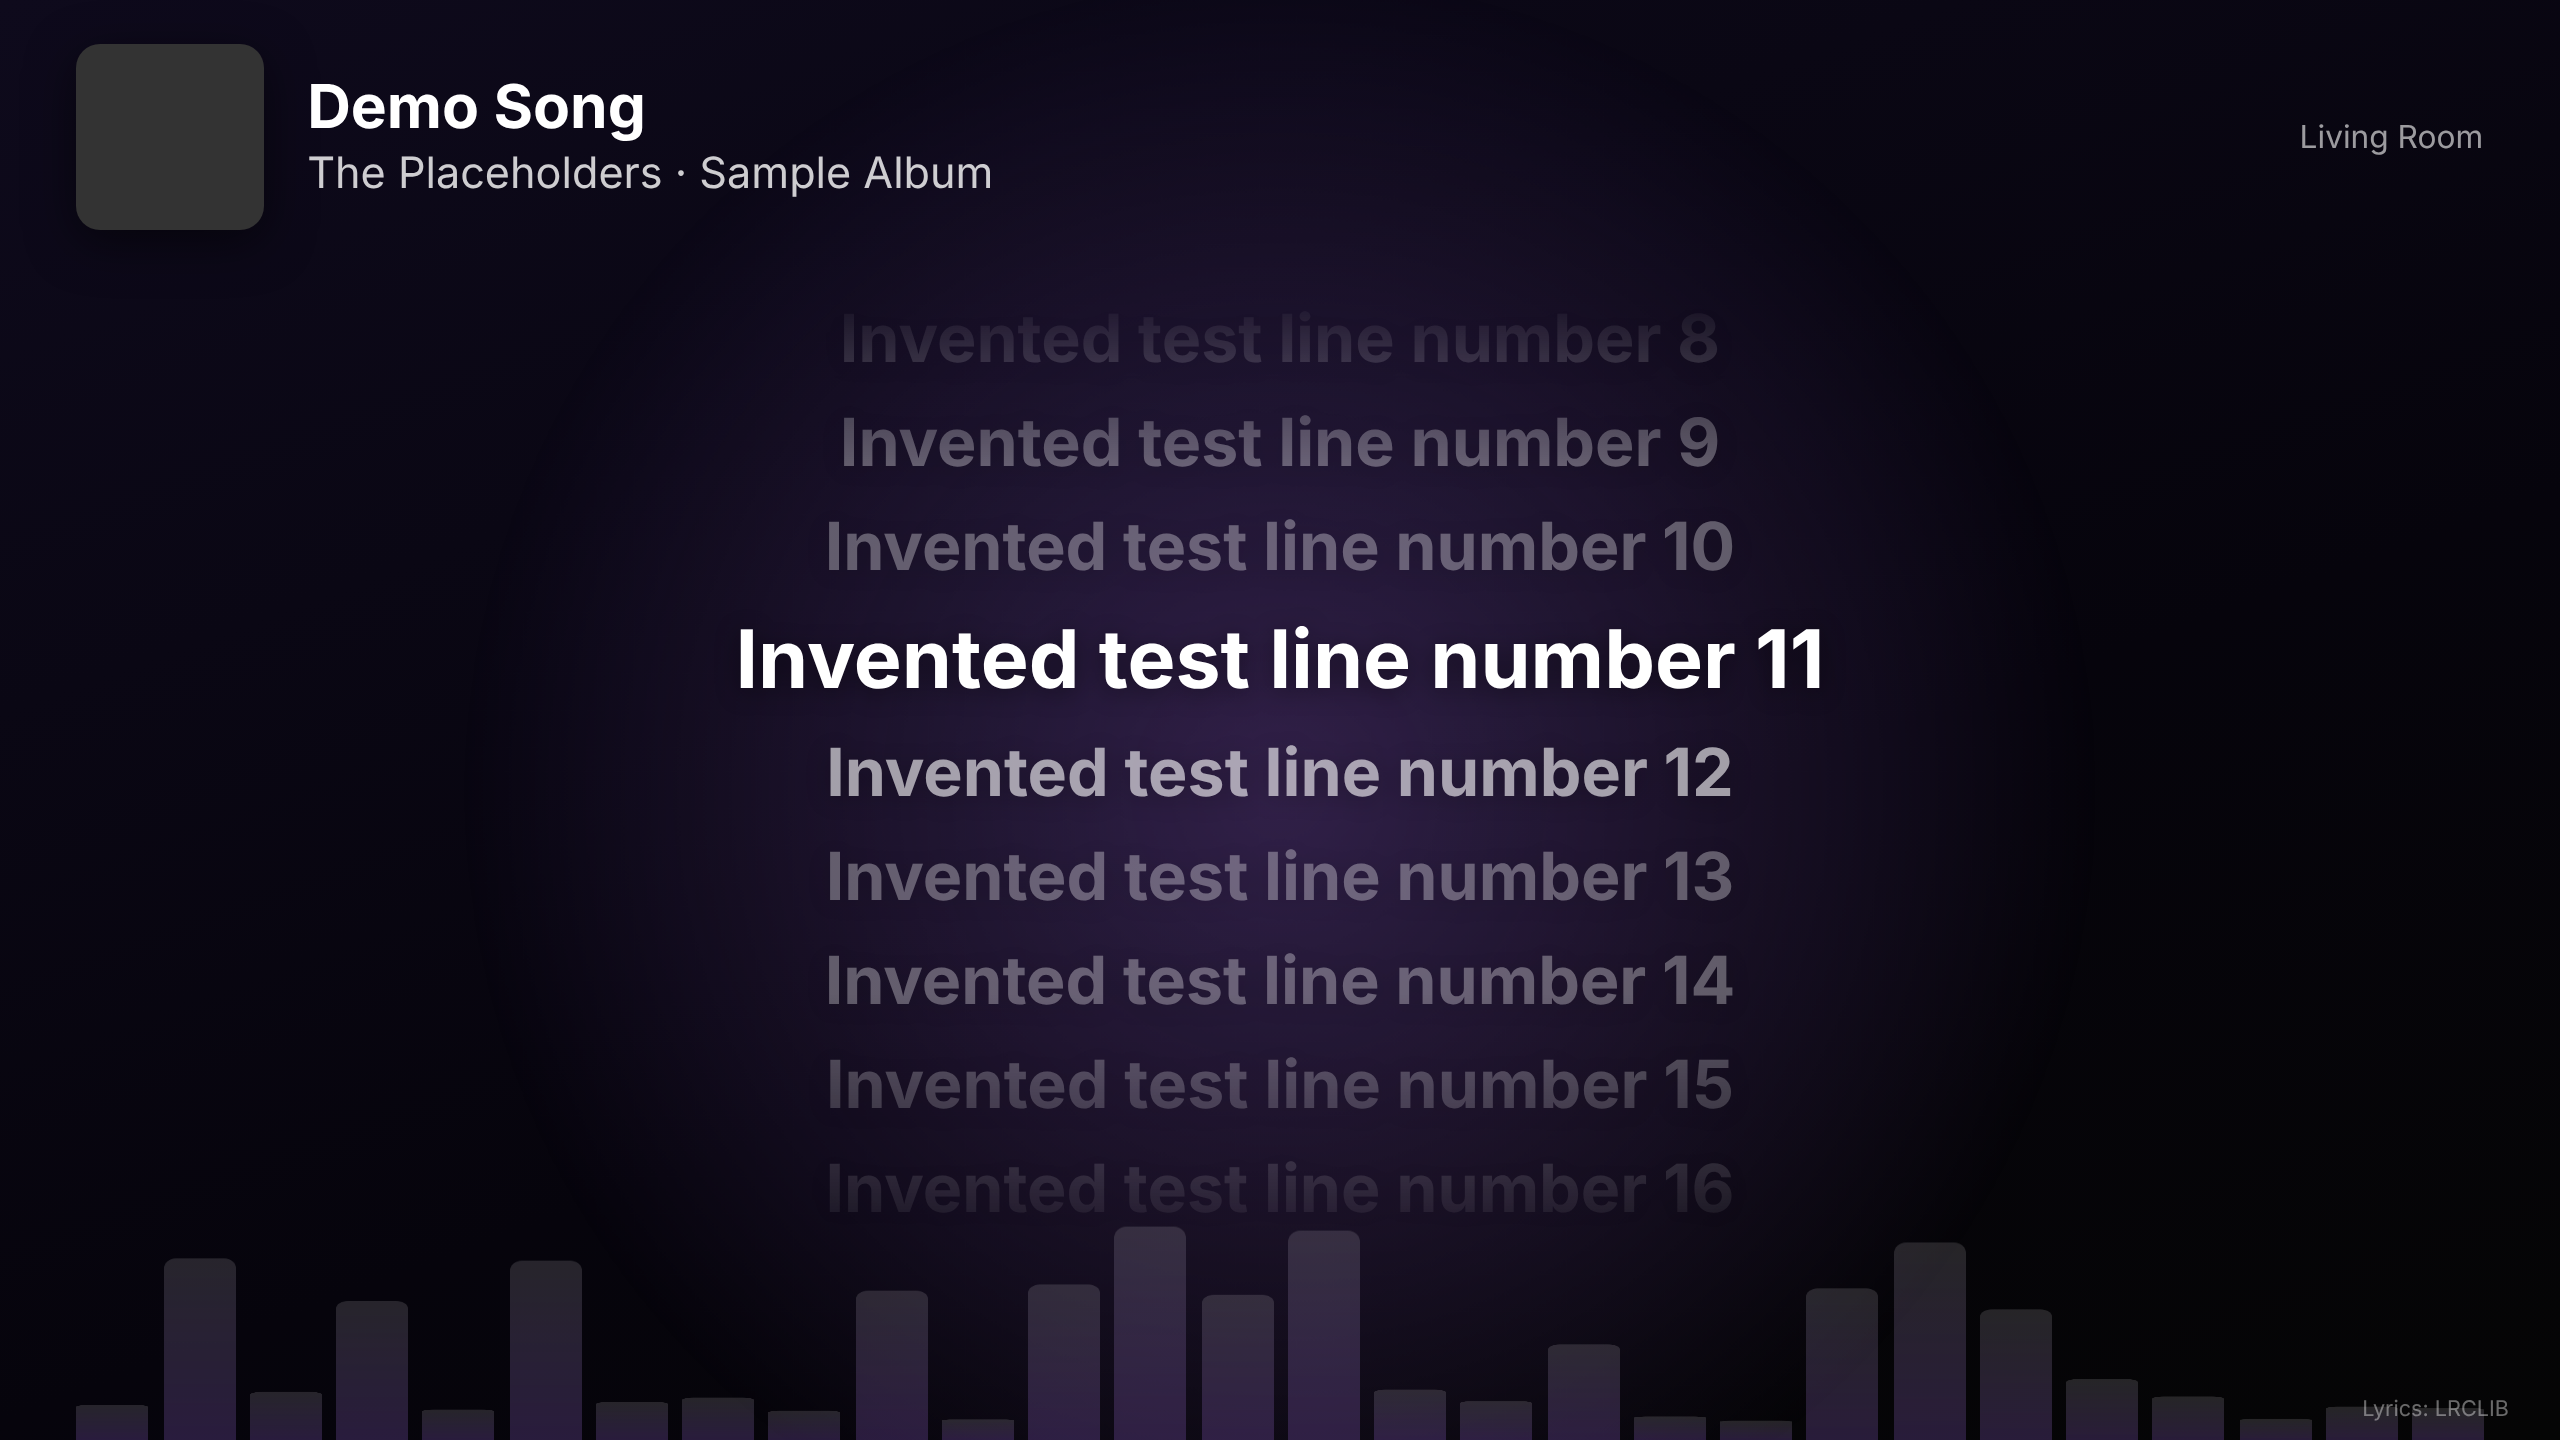 Demo Song
The Placeholders · Sample Album
Living Room
Invented test line number 8
Invented test line number 9
Invented test line number 10
Invented test line number 11
Invented test line number 12
Invented test line number 13
Invented test line number 14
Invented test line number 15
Invented test line number 16
Lyrics: LRCLIB